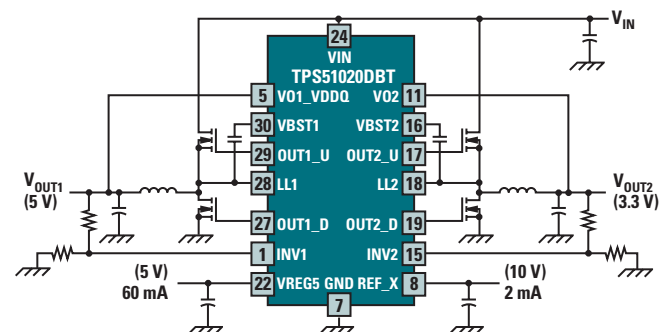 24
VIN
VIN
TPS51020DBT
5 VO1_VDDQ VO2 11
30 VBST1 VBST2 16
29 OUT1_U OUT2_U 17
VOUT1
(5 V)
28 LL1 LL2 18
VOUT2
(3.3 V)
27 OUT1_D OUT2_D 19
1 INV1 INV2 15
(5 V)
60 mA
22 VREG5 GND REF_X 8
(10 V)
2 mA
7